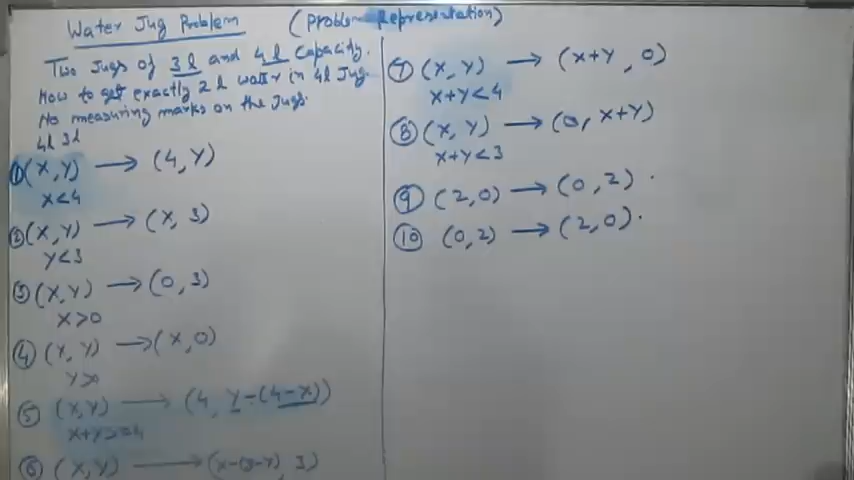 Water Jug Problem (Problem Representation)
Two Jugs of 3l and 4l Capacity.
How to get exactly 2l water in 4l Jug.
No measuring marks on the Jugs.
4l 3l
① (X,Y) → (4,Y)
X<4
② (X,Y) → (X,3)
Y<3
③ (X,Y) → (0,3)
X>0
④ (X,Y) → (X,0)
Y>0
⑤ (X,Y) → (4, Y-(4-X))
X+Y>=4
⑥ (X,Y) → (X-(3-Y), 3)
⑦ (X,Y) → (X+Y, 0)
X+Y<4
⑧ (X,Y) → (0, X+Y)
X+Y<3
⑨ (2,0) → (0,2).
⑩ (0,2) → (2,0).